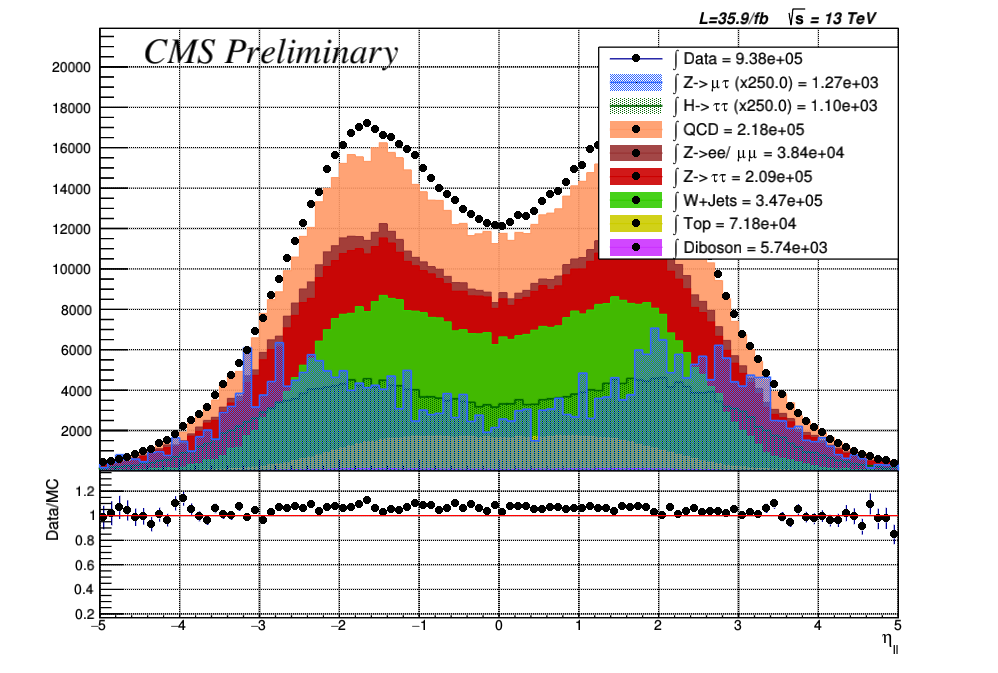 L=35.9/fb √s = 13 TeV
CMS Preliminary
∫ Data = 9.38e+05
∫ Z->μτ (x250.0) = 1.27e+03
∫ H->ττ (x250.0) = 1.10e+03
∫ QCD = 2.18e+05
∫ Z->ee/ μμ = 3.84e+04
∫ Z->ττ = 2.09e+05
∫ W+Jets = 3.47e+05
∫ Top = 7.18e+04
∫ Diboson = 5.74e+03
20000
18000
16000
14000
12000
10000
8000
6000
4000
2000
Data/MC
1.2
1
0.8
0.6
0.4
0.2
−5 −4 −3 −2 −1 0 1 2 3 4 5
η_ll